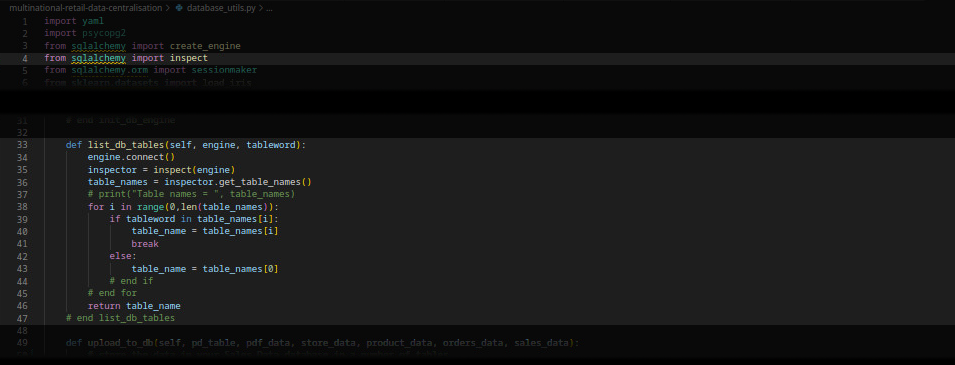 multinational-retail-data-centralisation > database_utils.py > ...
1 import yaml
2 import psycopg2
3 from sqlalchemy import create_engine
4 from sqlalchemy import inspect
5 from sqlalchemy.orm import sessionmaker
6 from sklearn.datasets import load_iris
31 # end init_db_engine
32
33 def list_db_tables(self, engine, tableword):
34 engine.connect()
35 inspector = inspect(engine)
36 table_names = inspector.get_table_names()
37 # print("Table names = ", table_names)
38 for i in range(0,len(table_names)):
39 if tableword in table_names[i]:
40 table_name = table_names[i]
41 break
42 else:
43 table_name = table_names[0]
44 # end if
45 # end for
46 return table_name
47 # end list_db_tables
48
49 def upload_to_db(self, pd_table, pdf_data, store_data, product_data, orders_data, sales_data):